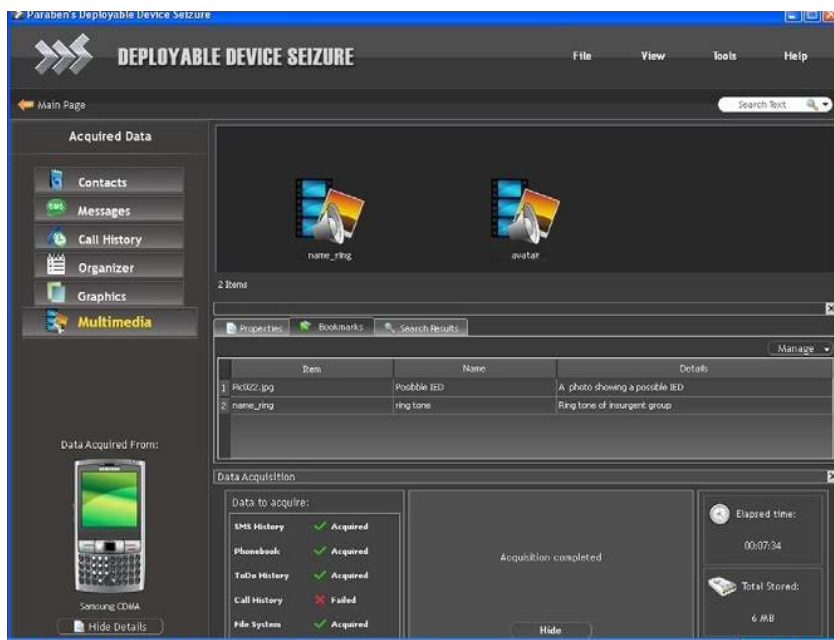 Paraben's Deployable Device Seizure
DEPLOYABLE DEVICE SEIZURE
File View Tools Help
Main Page
Search Text
Acquired Data
Contacts
SMS
Messages
Call History
Organizer
Graphics
Multimedia
name_ring avatar
2 Items
Properties Bookmarks Search Results
Manage
Item Name Details
1 Pic022.jpg Posbble IED A photo showing a possible IED
2 name_ring ring tone Ring tone of insurgent group
Data Acquired From:
Samsung CDMA
Hide Details
Data Acquisition
Data to acquire:
SMS History Acquired
Phonebook Acquired
ToDo History Acquired
Call History Failed
File System Acquired
Acquisition completed
Hide
Elapsed time:
00:07:34
Total Stored:
6 MB